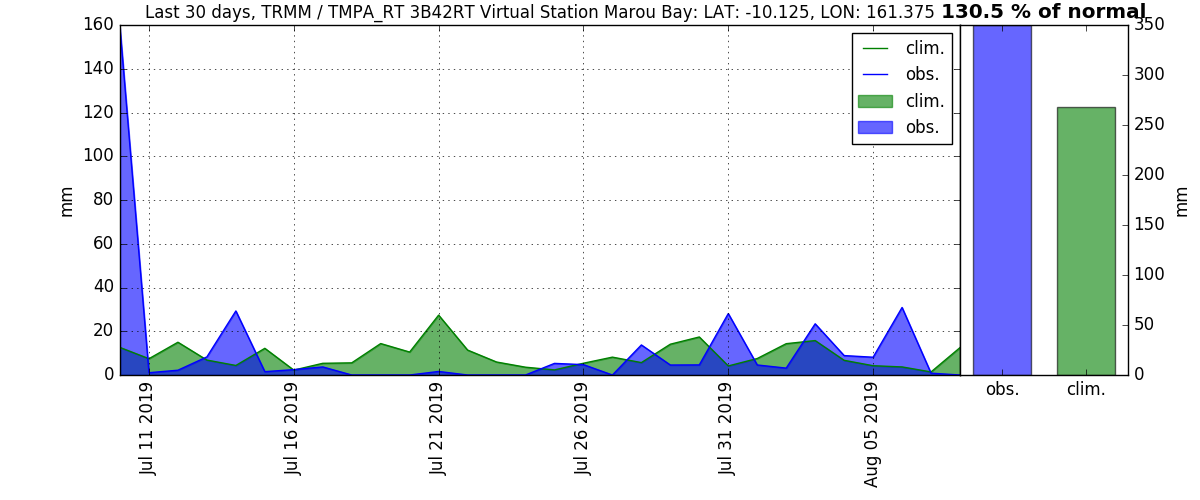 Last 30 days, TRMM / TMPA_RT 3B42RT Virtual Station Marou Bay: LAT: -10.125, LON: 161.375 130.5 % of normal
160
140
120
100
80
60
40
20
0
mm
clim.
obs.
clim.
obs.
350
300
250
200
150
100
50
0
mm
obs.
clim.
Jul 11 2019
Jul 16 2019
Jul 21 2019
Jul 26 2019
Jul 31 2019
Aug 05 2019